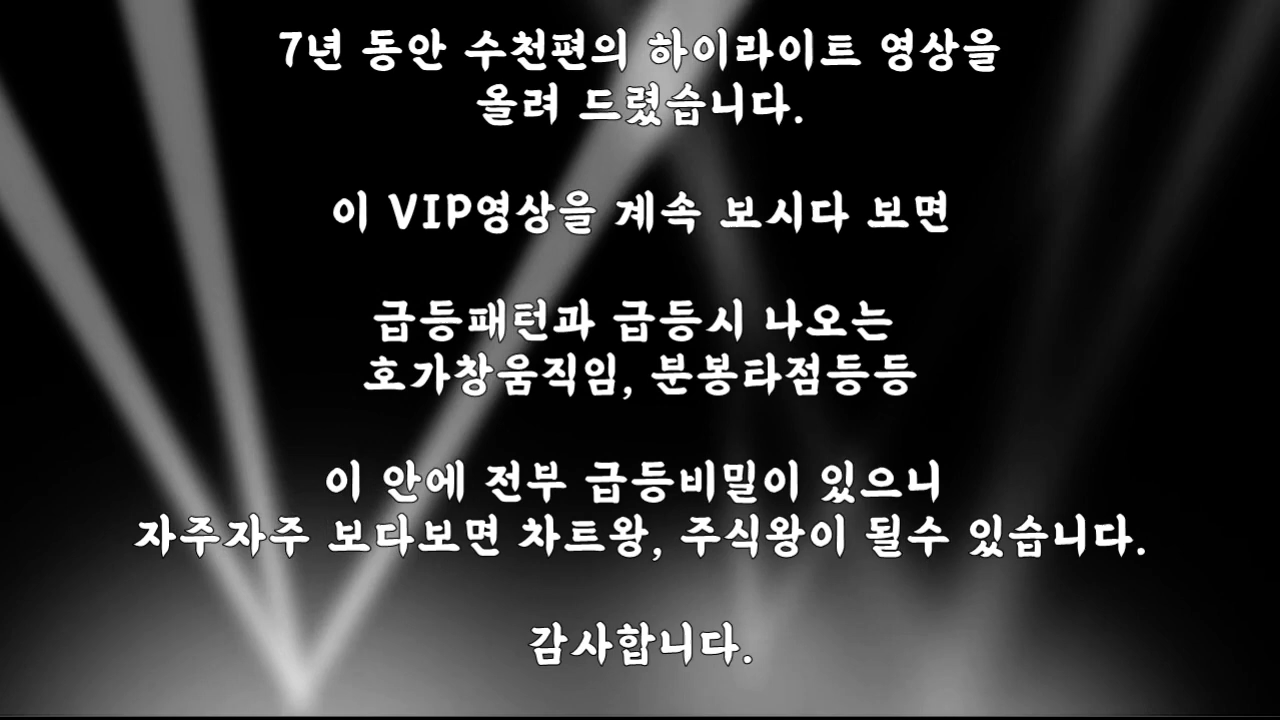 7년 동안 수천편의 하이라이트 영상을
올려 드렸습니다.
이 VIP영상을 계속 보시다 보면
급등패턴과 급등시 나오는
호가창움직임, 분봉타점등등
이 안에 전부 급등비밀이 있으니
자주자주 보다보면 차트왕, 주식왕이 될수 있습니다.
감사합니다.